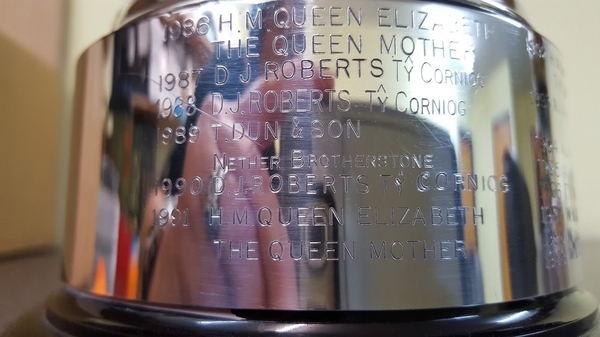 1986 H.M QUEEN ELIZABETH
THE QUEEN MOTHER
1987 D J ROBERTS TŶ CORNIOG
1988 D.J.ROBERTS. TŶ CORNIOG
1989 T.DUN & SON
NETHER BROTHERSTONE
1990 D.J.ROBERTS TŶ CORNIOG
1991 H.M QUEEN ELIZABETH
THE QUEEN MOTHER